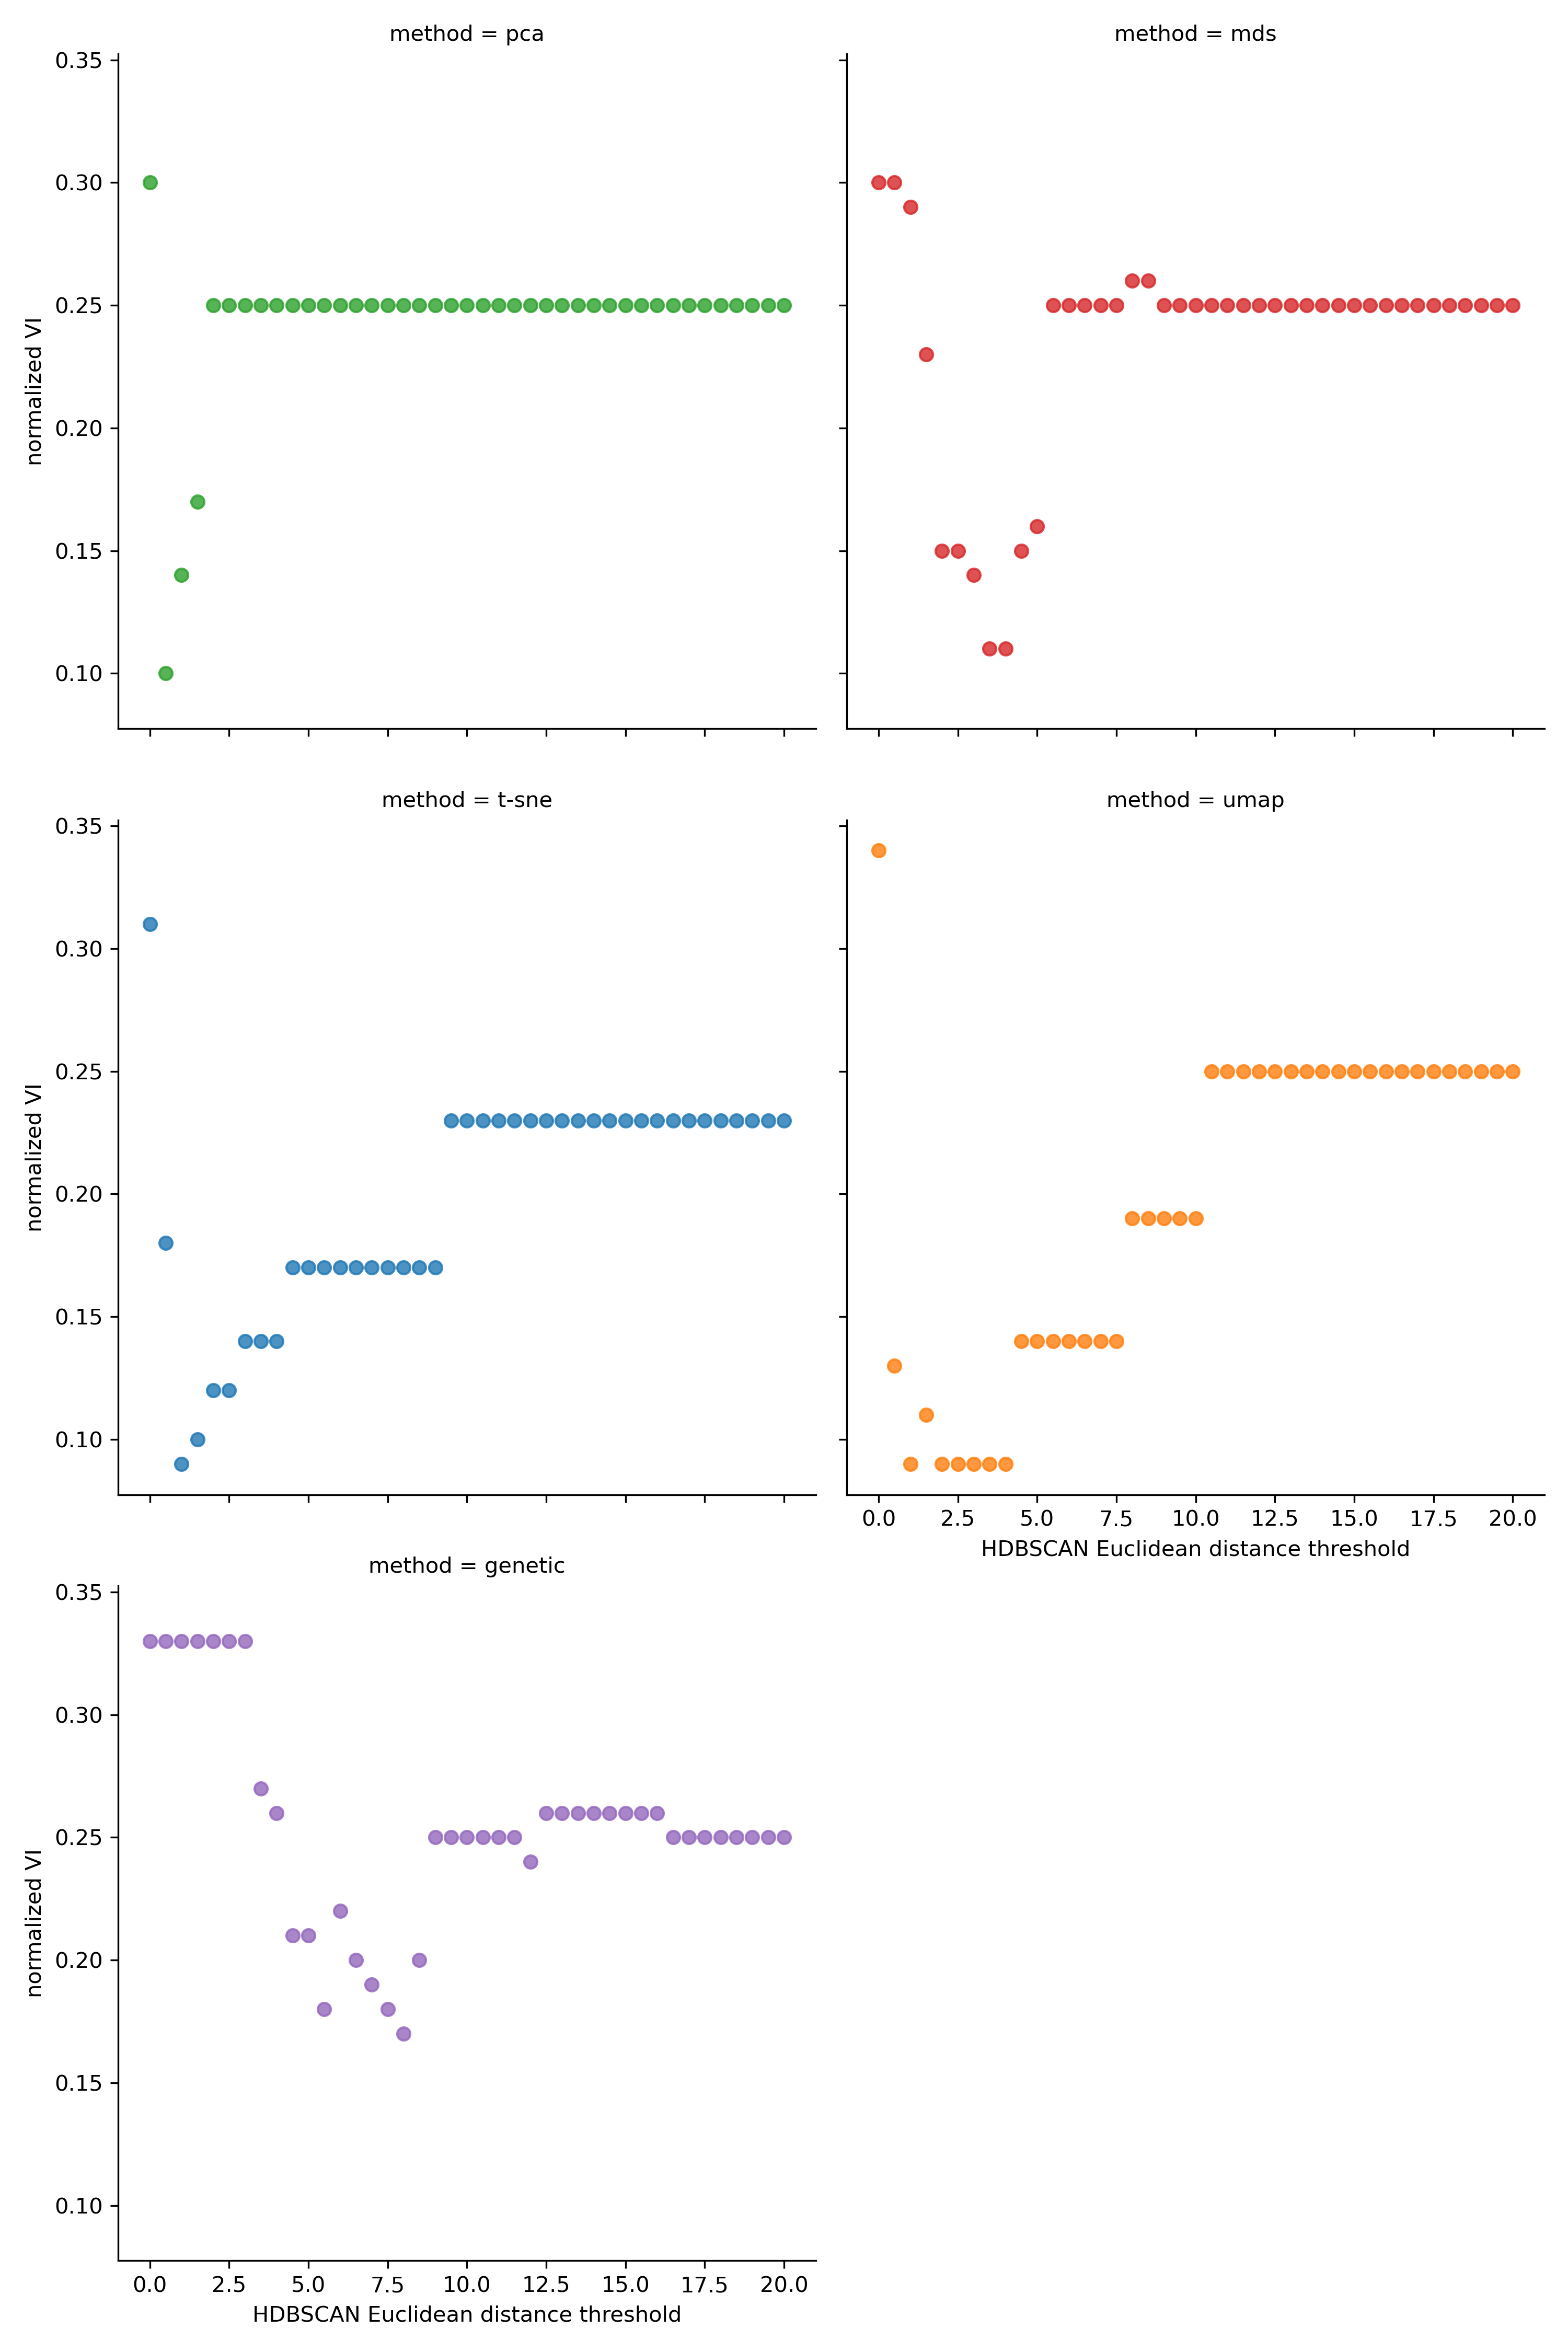 method = pca
method = mds
0.35
0.30
0.25
0.20
0.15
0.10
normalized VI
method = t-sne
method = umap
0.35
0.30
0.25
0.20
0.15
0.10
normalized VI
0.0 2.5 5.0 7.5 10.0 12.5 15.0 17.5 20.0
HDBSCAN Euclidean distance threshold
method = genetic
0.35
0.30
0.25
0.20
0.15
0.10
normalized VI
0.0 2.5 5.0 7.5 10.0 12.5 15.0 17.5 20.0
HDBSCAN Euclidean distance threshold